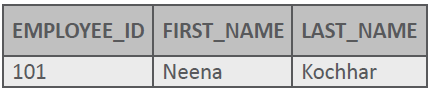 EMPLOYEE_ID FIRST_NAME LAST_NAME
101 Neena Kochhar